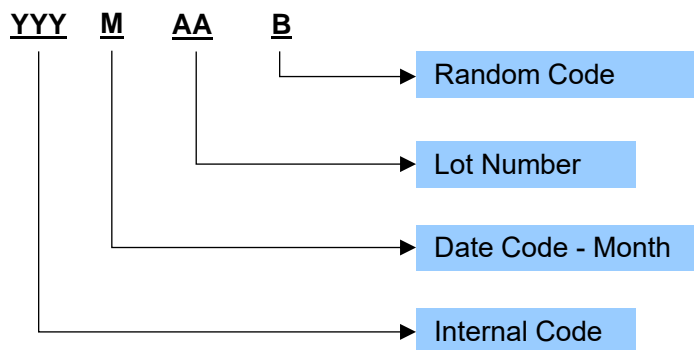 YYY M AA B
Random Code
Lot Number
Date Code - Month
Internal Code